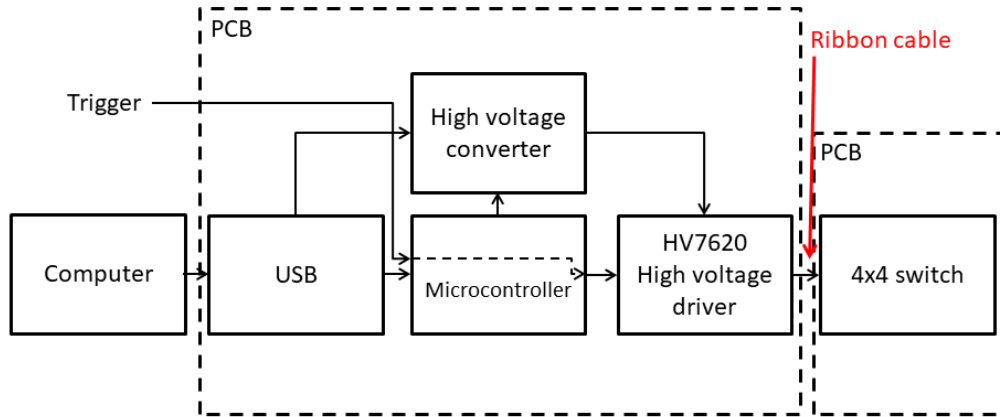 PCB
Ribbon cable
Trigger
High voltage
converter
PCB
Computer
USB
Microcontroller
HV7620
High voltage
driver
4x4 switch